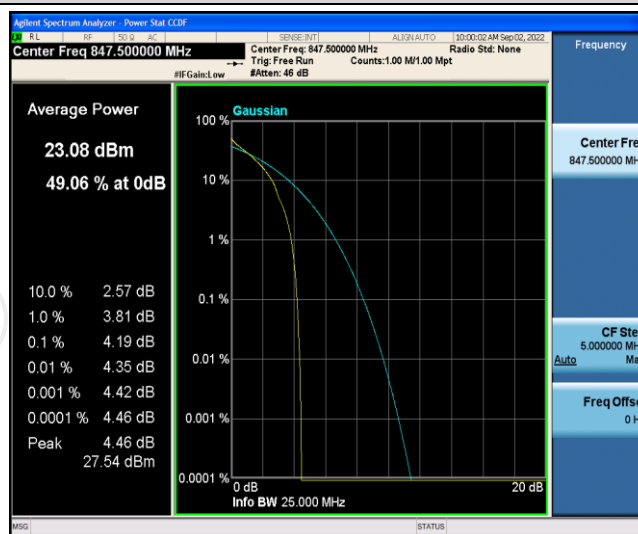 Agilent Spectrum Analyzer - Power Stat CCDF
RL RF 50 Ω AC SENSE:INT ALIGN AUTO 10:00:02 AM Sep 02, 2022
Center Freq 847.500000 MHz
Center Freq: 847.500000 MHz Radio Std: None
Trig: Free Run Counts:1.00 M/1.00 Mpt
#IFGain:Low #Atten: 46 dB
Frequency
Average Power
23.08 dBm
49.06 % at 0dB
10.0 % 2.57 dB
1.0 % 3.81 dB
0.1 % 4.19 dB
0.01 % 4.35 dB
0.001 % 4.42 dB
0.0001 % 4.46 dB
Peak 4.46 dB
27.54 dBm
Gaussian
100 %
10 %
1 %
0.1 %
0.01 %
0.001 %
0.0001 %
0 dB 20 dB
Info BW 25.000 MHz
Center Fre
847.500000 MH
CF Ste
5.000000 MH
Auto Ma
Freq Offs
0 H
MSG STATUS